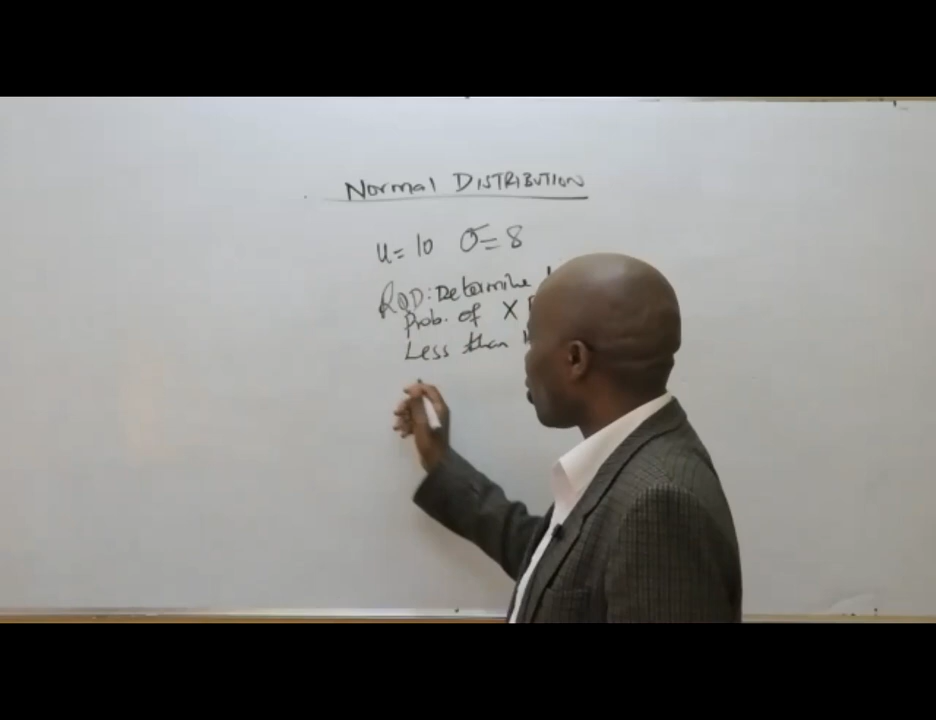 Normal DISTRIBUTION
u= 10 σ= 8
RQD: Determine
Prob. of X
Less than